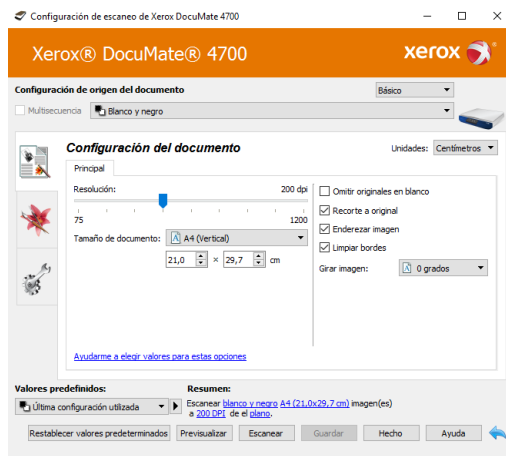 Configuración de escaneo de Xerox DocuMate 4700
Xerox® DocuMate® 4700
xerox
Configuración de origen del documento
Básico
Multisecuencia
Blanco y negro
Configuración del documento
Unidades: Centímetros
Principal
Resolución: 200 dpi
75 1200
Tamaño de documento: A4 (Vertical)
21,0 × 29,7 cm
Omitir originales en blanco
Recorte a original
Enderezar imagen
Limpiar bordes
Girar imagen: 0 grados
Ayudarme a elegir valores para estas opciones
Valores predefinidos:
Última configuración utilizada
Resumen:
Escanear blanco y negro A4 (21,0x29,7 cm) imagen(es)
a 200 DPI de el plano.
Restablecer valores predeterminados Previsualizar Escanear Guardar Hecho Ayuda